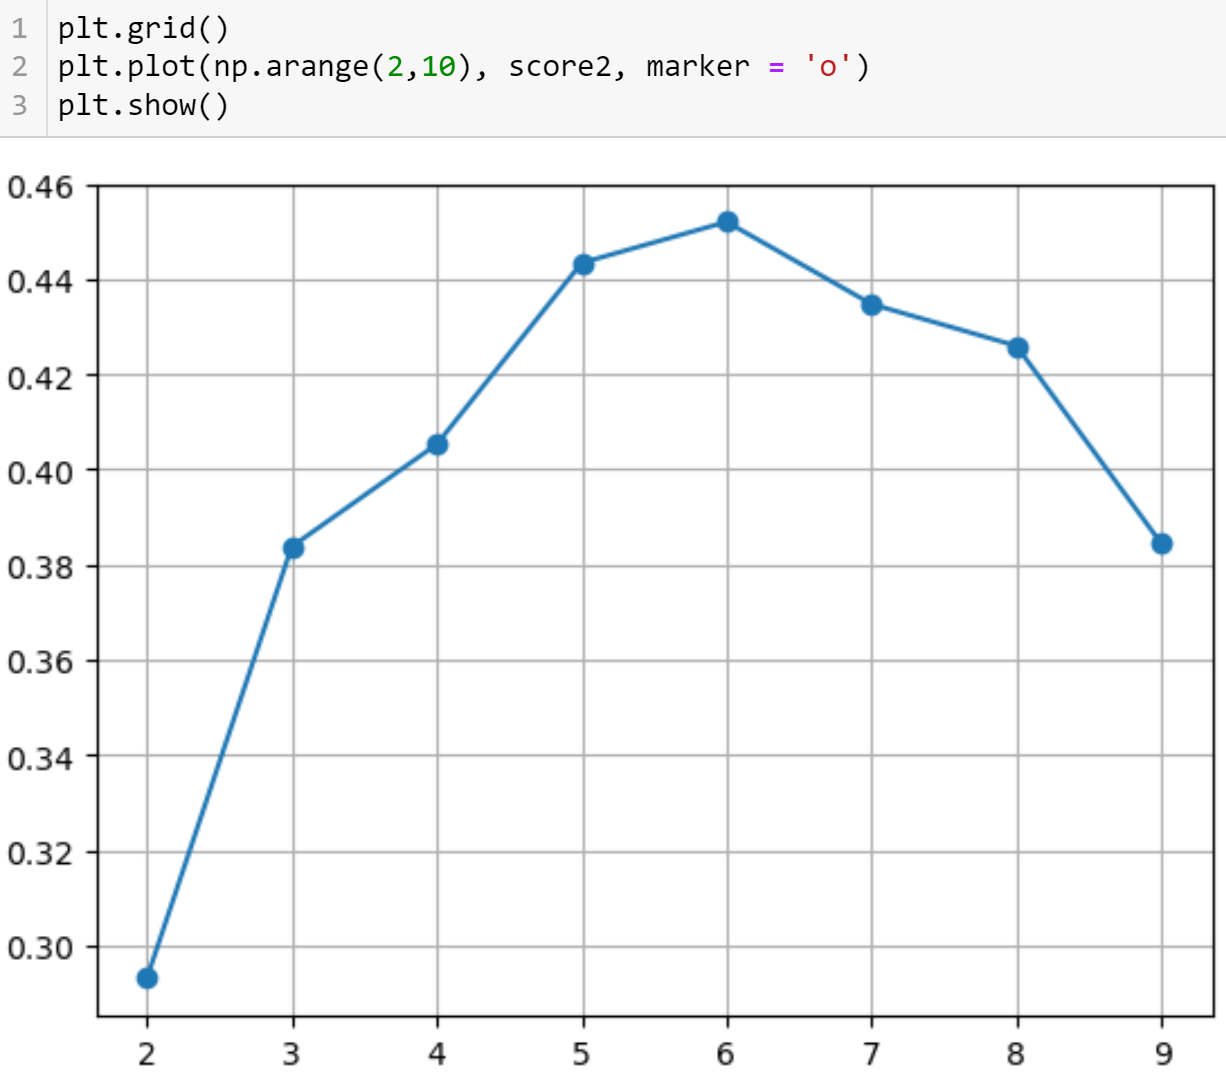 1 plt.grid()
2 plt.plot(np.arange(2,10), score2, marker = 'o')
3 plt.show()
0.46
0.44
0.42
0.40
0.38
0.36
0.34
0.32
0.30
2 3 4 5 6 7 8 9